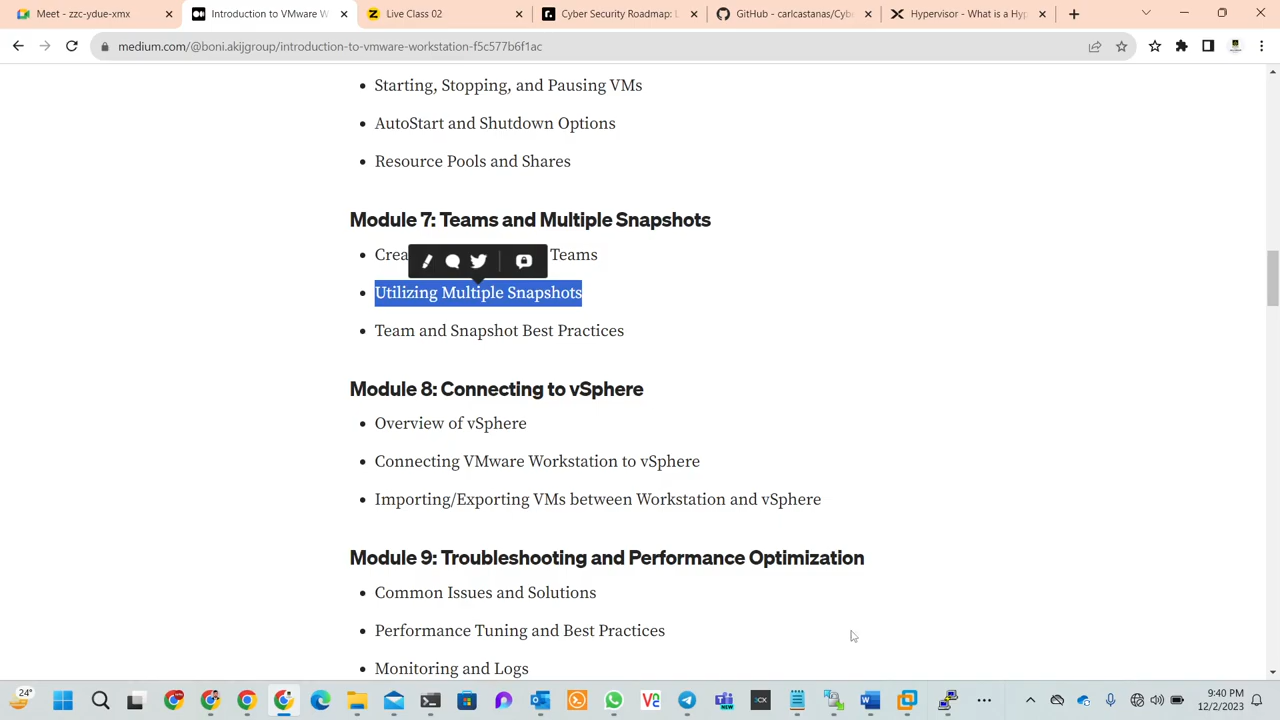 Meet - zzc-ydue-xmx
Introduction to VMware W
Live Class 02
Cyber Security Roadmap: L
GitHub - carlcastanas/Cybe
Hypervisor - What is a Hyp
medium.com/@boni.akijgroup/introduction-to-vmware-workstation-f5c577b6f1ac
Starting, Stopping, and Pausing VMs
AutoStart and Shutdown Options
Resource Pools and Shares
Module 7: Teams and Multiple Snapshots
Crea Teams
Utilizing Multiple Snapshots
Team and Snapshot Best Practices
Module 8: Connecting to vSphere
Overview of vSphere
Connecting VMware Workstation to vSphere
Importing/Exporting VMs between Workstation and vSphere
Module 9: Troubleshooting and Performance Optimization
Common Issues and Solutions
Performance Tuning and Best Practices
Monitoring and Logs
24°
9:40 PM
12/2/2023